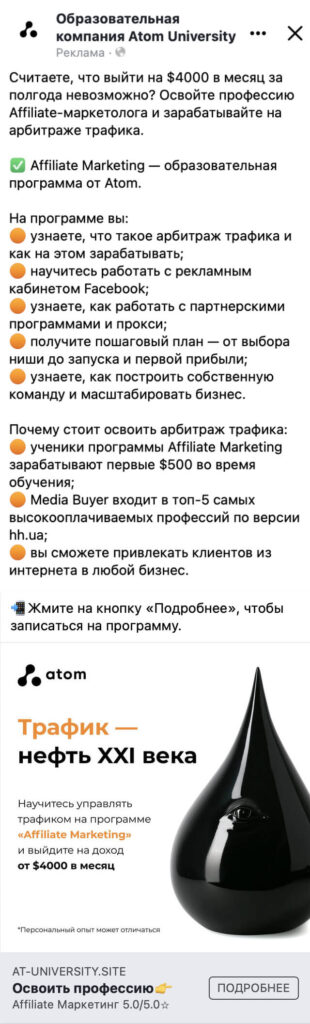 Образовательная
компания Atom University
Реклама ·
Считаете, что выйти на $4000 в месяц за
полгода невозможно? Освойте профессию
Affiliate-маркетолога и зарабатывайте на
арбитраже трафика.
✅ Affiliate Marketing — образовательная
программа от Atom.
На программе вы:
🟠 узнаете, что такое арбитраж трафика и
как на этом зарабатывать;
🟠 научитесь работать с рекламным
кабинетом Facebook;
🟠 узнаете, как работать с партнерскими
программами и прокси;
🟠 получите пошаговый план — от выбора
ниши до запуска и первой прибыли;
🟠 узнаете, как построить собственную
команду и масштабировать бизнес.
Почему стоит освоить арбитраж трафика:
🟠 ученики программы Affiliate Marketing
зарабатывают первые $500 во время
обучения;
🟠 Media Buyer входит в топ-5 самых
высокооплачиваемых профессий по версии
hh.ua;
🟠 вы сможете привлекать клиентов из
интернета в любой бизнес.
📲Жмите на кнопку «Подробнее», чтобы
записаться на программу.
atom
Трафик —
нефть XXI века
Научитесь управлять
трафиком на программе
«Affiliate Marketing»
и выйдите на доход
от $4000 в месяц
*Персональный опыт может отличаться
AT-UNIVERSITY.SITE
Освоить профессию👉
Affiliate Маркетинг 5.0/5.0☆
ПОДРОБНЕЕ